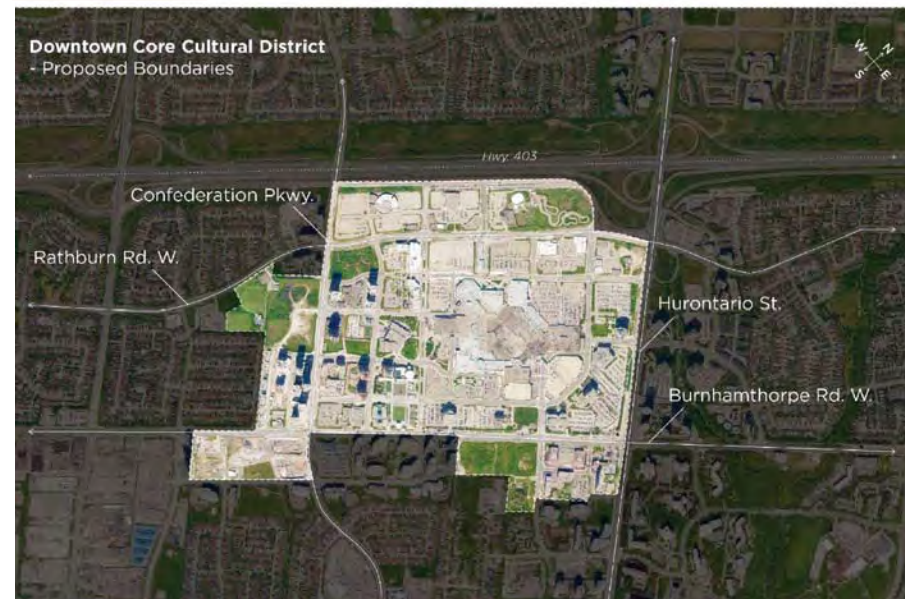 Downtown Core Cultural District
- Proposed Boundaries
W N
S E
Hwy. 403
Confederation Pkwy.
Rathburn Rd. W.
Hurontario St.
Burnhamthorpe Rd. W.